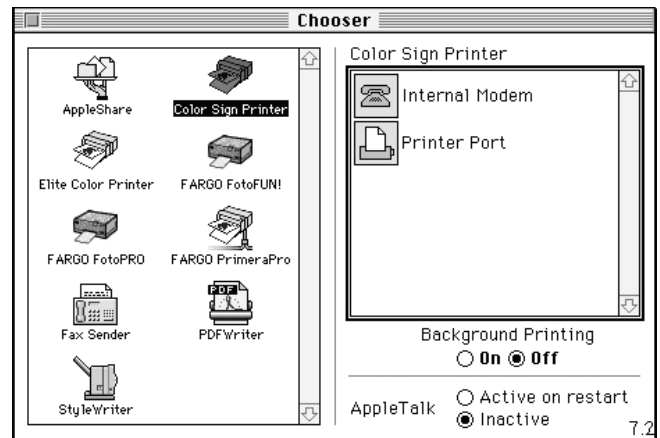 Chooser
AppleShare
Color Sign Printer
Elite Color Printer
FARGO FotoFUN!
FARGO FotoPRO
FARGO PrimeraPro
Fax Sender
PDF
PDFWriter
StyleWriter
Color Sign Printer
Internal Modem
Printer Port
Background Printing
On Off
AppleTalk
Active on restart
Inactive
7.2